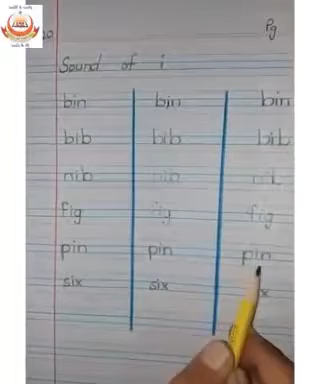 Pg
Sound of i
bin bin bin
bib bib bib
nib nib nib
fig fig fig
pin pin pin
six six